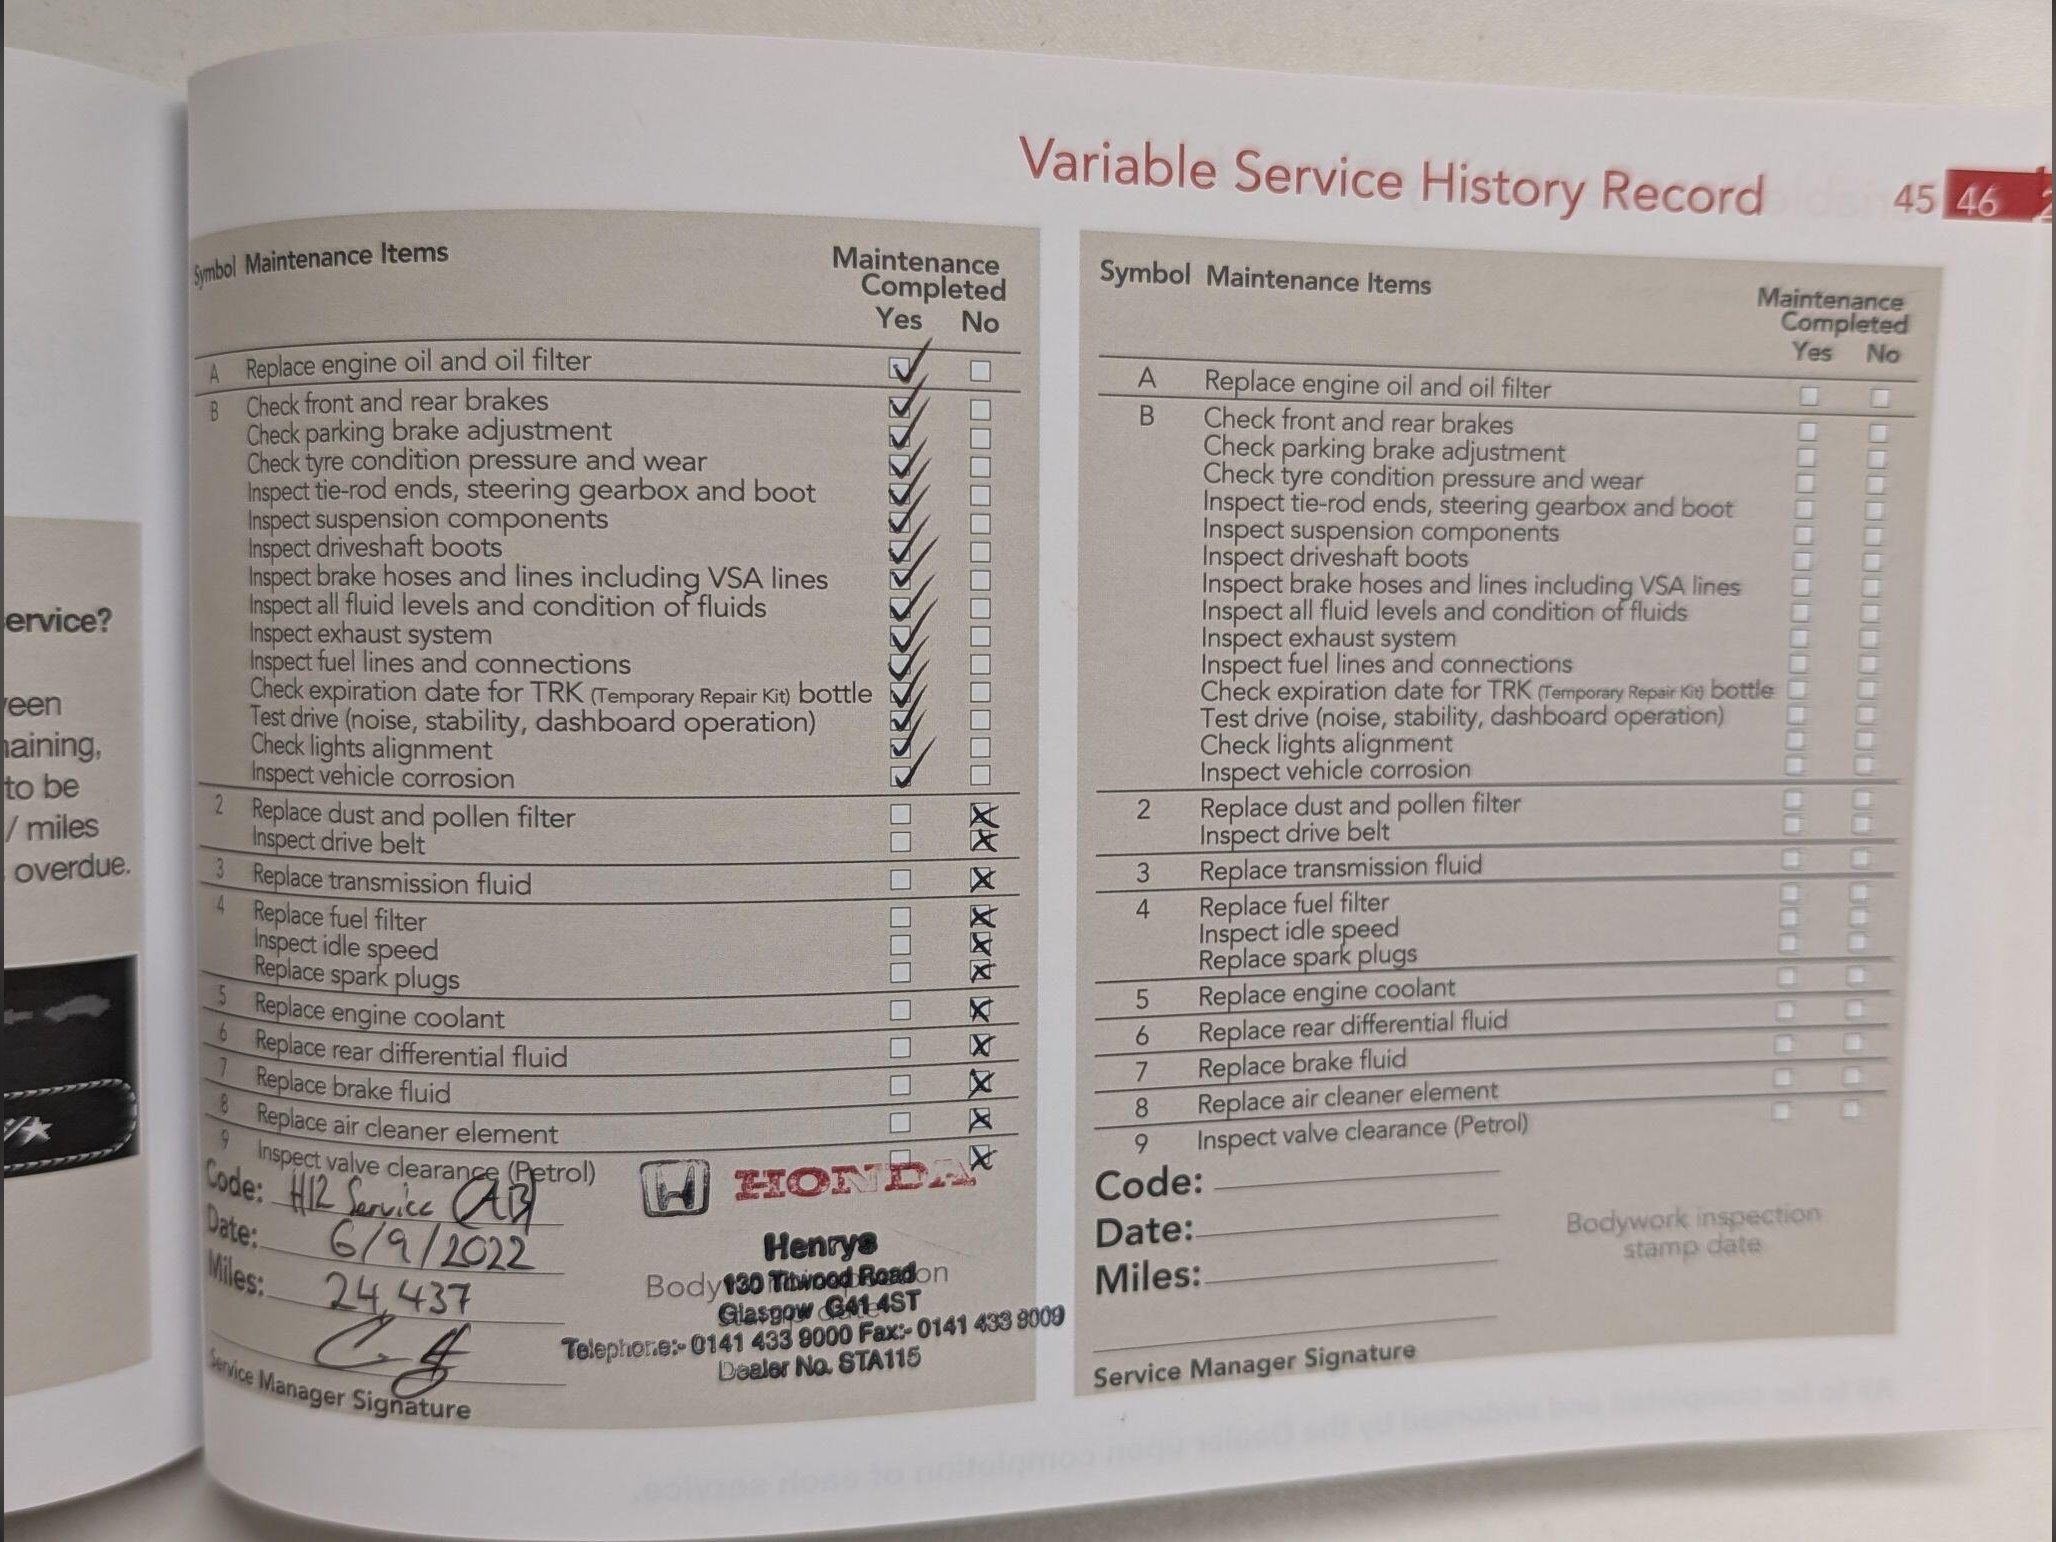 Variable Service History Record 45 46
ervice?
een
aining,
to be
/ miles
overdue.
Symbol Maintenance Items Maintenance Completed
Yes No
A Replace engine oil and oil filter
B Check front and rear brakes
Check parking brake adjustment
Check tyre condition pressure and wear
Inspect tie-rod ends, steering gearbox and boot
Inspect suspension components
Inspect driveshaft boots
Inspect brake hoses and lines including VSA lines
Inspect all fluid levels and condition of fluids
Inspect exhaust system
Inspect fuel lines and connections
Check expiration date for TRK (Temporary Repair Kit) bottle
Test drive (noise, stability, dashboard operation)
Check lights alignment
Inspect vehicle corrosion
2 Replace dust and pollen filter
Inspect drive belt
3 Replace transmission fluid
4 Replace fuel filter
Inspect idle speed
Replace spark plugs
5 Replace engine coolant
6 Replace rear differential fluid
7 Replace brake fluid
8 Replace air cleaner element
9 Inspect valve clearance (Petrol)
Code: H12 Service AB
Date: 6/9/2022
Miles: 24,437
Service Manager Signature
HONDA
Henrys
130 Titwood Road
Glasgow G41 4ST
Telephone:- 0141 433 9000 Fax:- 0141 433 9009
Dealer No. STA115
Symbol Maintenance Items Maintenance Completed
Yes No
A Replace engine oil and oil filter
B Check front and rear brakes
Check parking brake adjustment
Check tyre condition pressure and wear
Inspect tie-rod ends, steering gearbox and boot
Inspect suspension components
Inspect driveshaft boots
Inspect brake hoses and lines including VSA lines
Inspect all fluid levels and condition of fluids
Inspect exhaust system
Inspect fuel lines and connections
Check expiration date for TRK (Temporary Repair Kit) bottle
Test drive (noise, stability, dashboard operation)
Check lights alignment
Inspect vehicle corrosion
2 Replace dust and pollen filter
Inspect drive belt
3 Replace transmission fluid
4 Replace fuel filter
Inspect idle speed
Replace spark plugs
5 Replace engine coolant
6 Replace rear differential fluid
7 Replace brake fluid
8 Replace air cleaner element
9 Inspect valve clearance (Petrol)
Code:
Date:
Miles:
Bodywork inspection
stamp date
Service Manager Signature